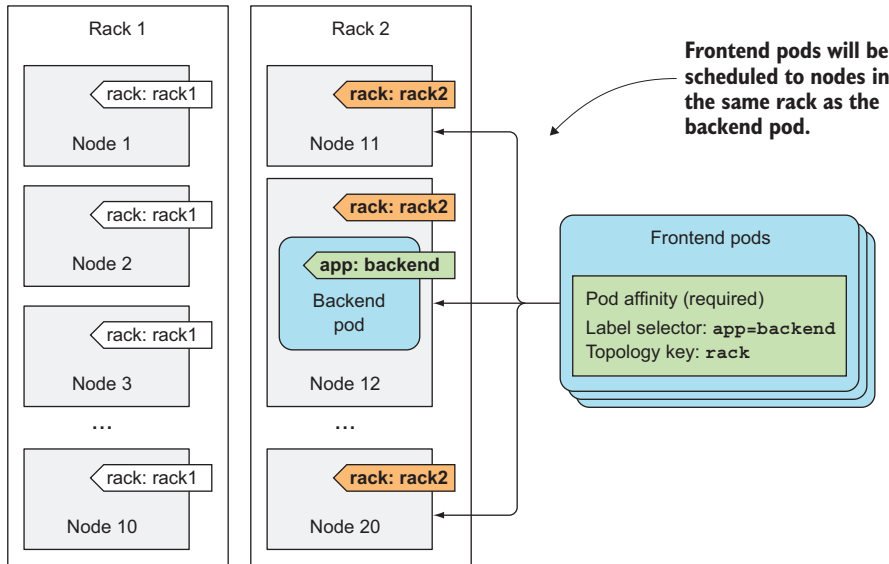 Rack 1
rack: rack1
Node 1
rack: rack1
Node 2
rack: rack1
Node 3
...
rack: rack1
Node 10
Rack 2
rack: rack2
Node 11
rack: rack2
app: backend
Backend
pod
Node 12
...
rack: rack2
Node 20
Frontend pods will be
scheduled to nodes in
the same rack as the
backend pod.
Frontend pods
Pod affinity (required)
Label selector: app=backend
Topology key: rack